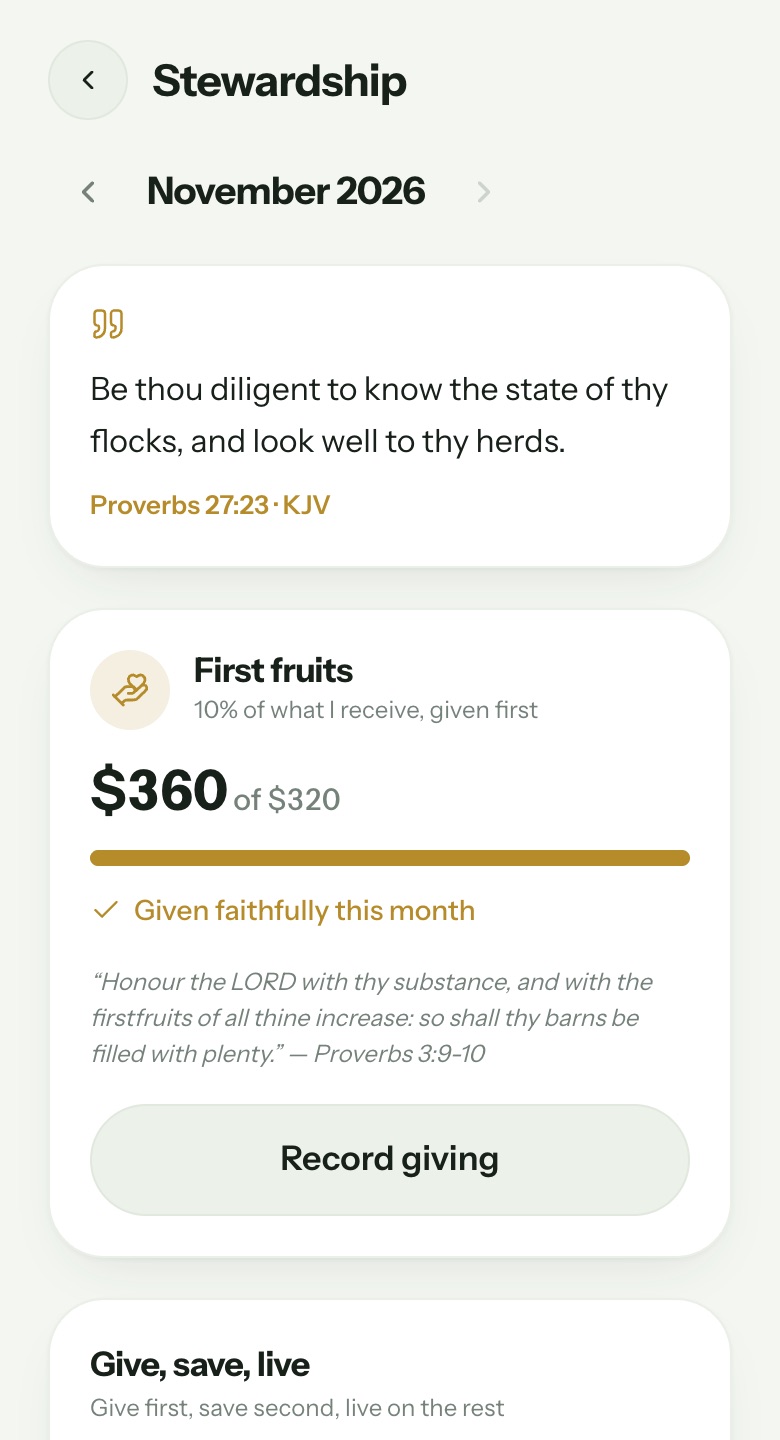 Stewardship
November 2026
Be thou diligent to know the state of thy
flocks, and look well to thy herds.
Proverbs 27:23 · KJV
First fruits
10% of what I receive, given first
$360 of $320
Given faithfully this month
“Honour the LORD with thy substance, and with the
firstfruits of all thine increase: so shall thy barns be
filled with plenty.” — Proverbs 3:9–10
Record giving
Give, save, live
Give first, save second, live on the rest